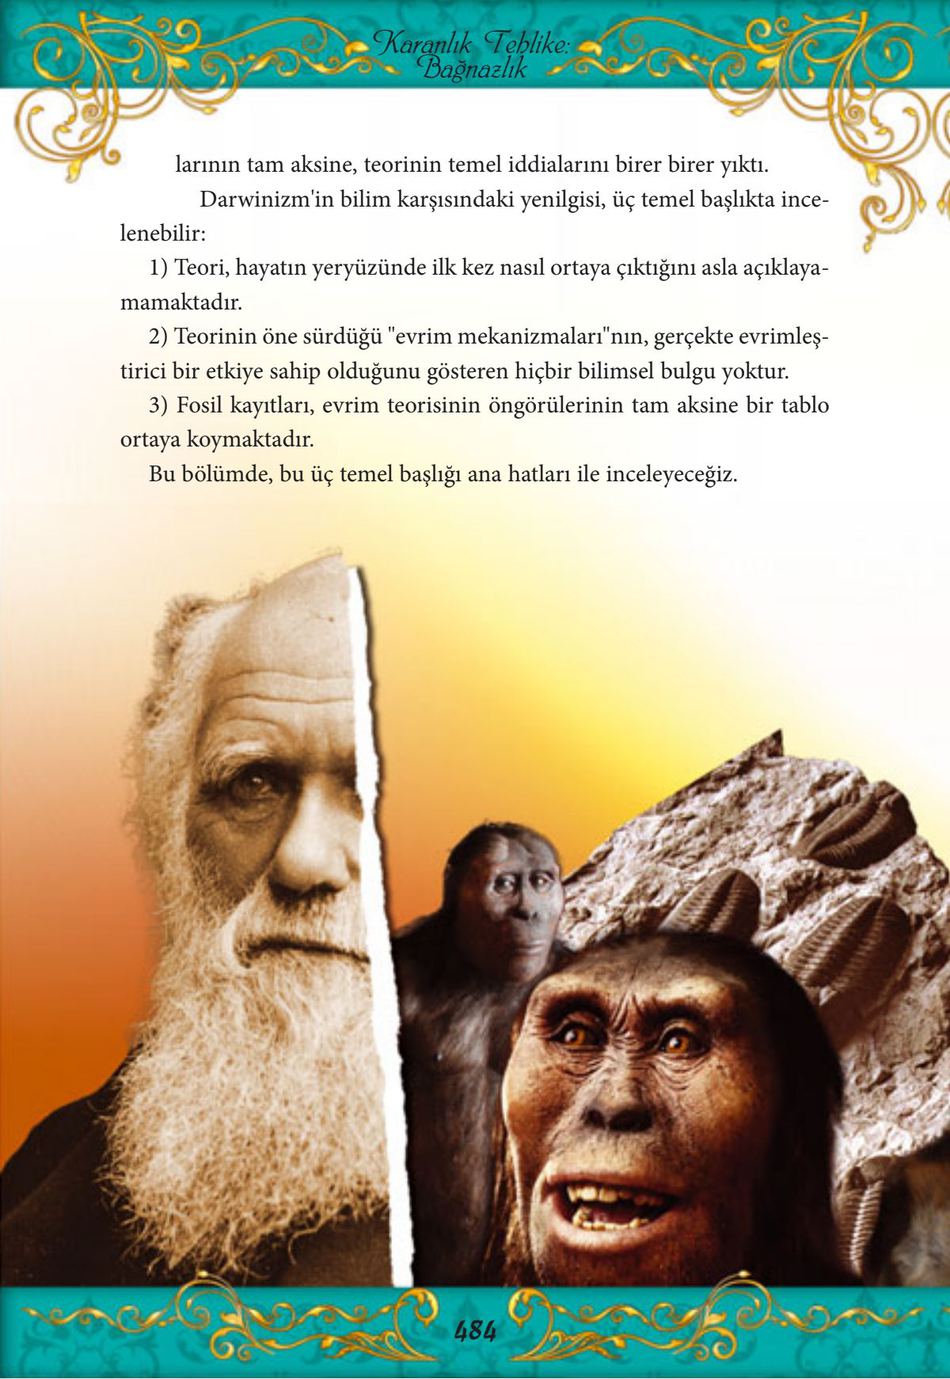 Karanlık Tehlike:
Bağnazlık
larının tam aksine, teorinin temel iddialarını birer birer yıktı.
Darwinizm'in bilim karşısındaki yenilgisi, üç temel başlıkta ince-
lenebilir:
1) Teori, hayatın yeryüzünde ilk kez nasıl ortaya çıktığını asla açıklaya-
mamaktadır.
2) Teorinin öne sürdüğü "evrim mekanizmaları"nın, gerçekte evrimleş-
tirici bir etkiye sahip olduğunu gösteren hiçbir bilimsel bulgu yoktur.
3) Fosil kayıtları, evrim teorisinin öngörülerinin tam aksine bir tablo
ortaya koymaktadır.
Bu bölümde, bu üç temel başlığı ana hatları ile inceleyeceğiz.
484